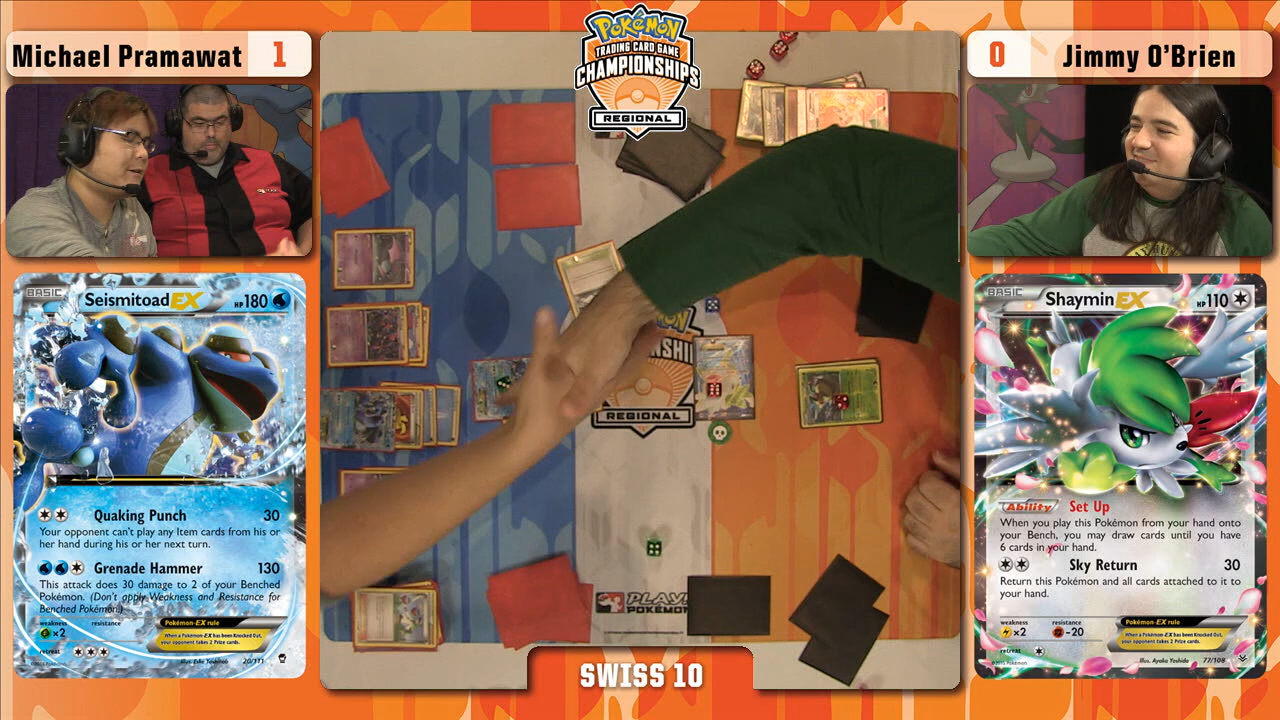 Michael Pramawat 1
Pokémon
TRADING CARD GAME
CHAMPIONSHIPS
REGIONAL
0 Jimmy O'Brien
BASIC Seismitoad EX HP180
Quaking Punch 30
Your opponent can't play any Item cards from his or
her hand during his or her next turn.
Grenade Hammer 130
This attack does 30 damage to 2 of your Benched
Pokémon. (Don't apply Weakness and Resistance for
Benched Pokémon.)
weakness resistance
×2
retreat
Pokémon-EX rule
When a Pokémon-EX has been Knocked Out,
your opponent takes 2 Prize cards.
20/111
REGIONAL
PLAY!
POKÉMON
SWISS 10
BASIC Shaymin EX HP110
Ability Set Up
When you play this Pokémon from your hand onto
your Bench, you may draw cards until you have
6 cards in your hand.
Sky Return 30
Return this Pokémon and all cards attached to it to
your hand.
weakness resistance
×2 -20
retreat
Pokémon-EX rule
When a Pokémon-EX has been Knocked Out,
your opponent takes 2 Prize cards.
Illus. Ayaka Yoshida 77/108